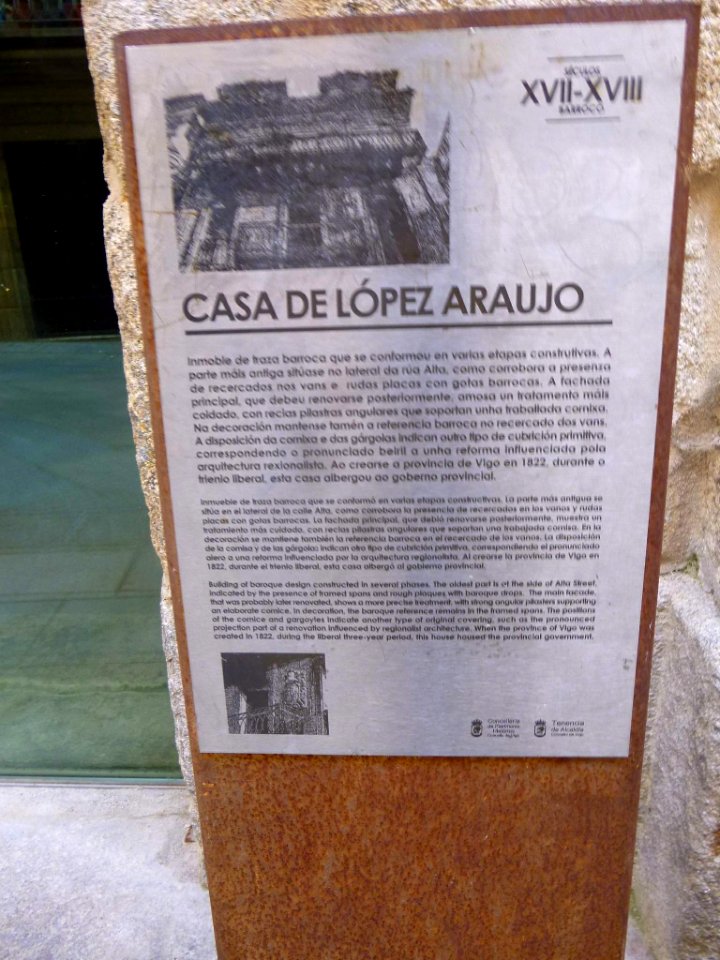 SÉCULOS
XVII-XVIII
BARROCO
CASA DE LÓPEZ ARAUJO
Inmoble de traza barroca que se conformou en varias etapas construtivas. A
parte máis antiga sitúase no lateral da rúa Alta, como corrobora a presenza
de recercados nos vans e rudas placas con gotas barrocas. A fachada
principal, que debeu renovarse posteriormente, amosa un tratamento máis
coidado, con recias pilastras angulares que soportan unha traballada cornixa.
Na decoración mantense tamén a referencia barroca no recercado dos vans.
A disposición da cornixa e das gárgolas indican outro tipo de cubrición primitiva,
correspondendo o pronunciado beiril a unha reforma influenciada pola
arquitectura rexionalista. Ao crearse a provincia de Vigo en 1822, durante o
trienio liberal, esta casa albergou ao goberno provincial.
Inmueble de traza barroca que se conformó en varias etapas constructivas. La parte más antigua se
sitúa en el lateral de la calle Alta, como corrobora la presencia de recercados en los vanos y rudas
placas con gotas barrocas. La fachada principal, que debió renovarse posteriormente, muestra un
tratamiento más cuidado, con recias pilastras angulares que soportan una trabajada cornisa. En la
decoración se mantiene también la referencia barroca en el recercado de los vanos. La disposición
de la cornisa y de las gárgolas indican otro tipo de cubrición primitiva, correspondiendo el pronunciado
alero a una reforma influenciada por la arquitectura regionalista. Al crearse la provincia de Vigo en
1822, durante el trienio liberal, esta casa albergó al gobierno provincial.
Building of baroque design constructed in several phases. The oldest part is at the side of Alta Street,
indicated by the presence of framed spans and rough plaques with baroque drops. The main facade,
that was probably later renovated, shows a more precise treatment, with strong angular pilasters supporting
an elaborate cornice. In decoration, the baroque reference remains in the framed spans. The positions
of the cornice and gargoyles indicate another type of original covering, such as the pronounced
projection part of a renovation influenced by regionalist architecture. When the province of Vigo was
created in 1822, during the liberal three-year period, this house housed the provincial government.
Concellería
de Patrimonio
Histórico
Tenencia
de Alcaldía